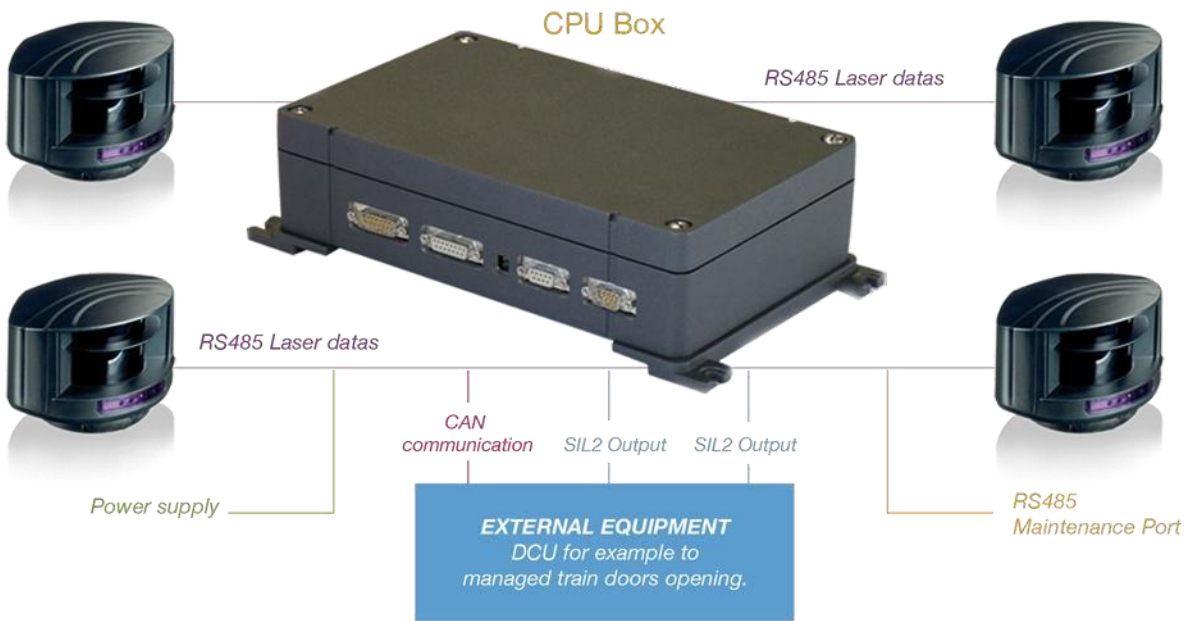 CPU Box
RS485 Laser datas
RS485 Laser datas
CAN
communication
SIL2 Output
SIL2 Output
Power supply
RS485
Maintenance Port
EXTERNAL EQUIPMENT
DCU for example to
managed train doors opening.